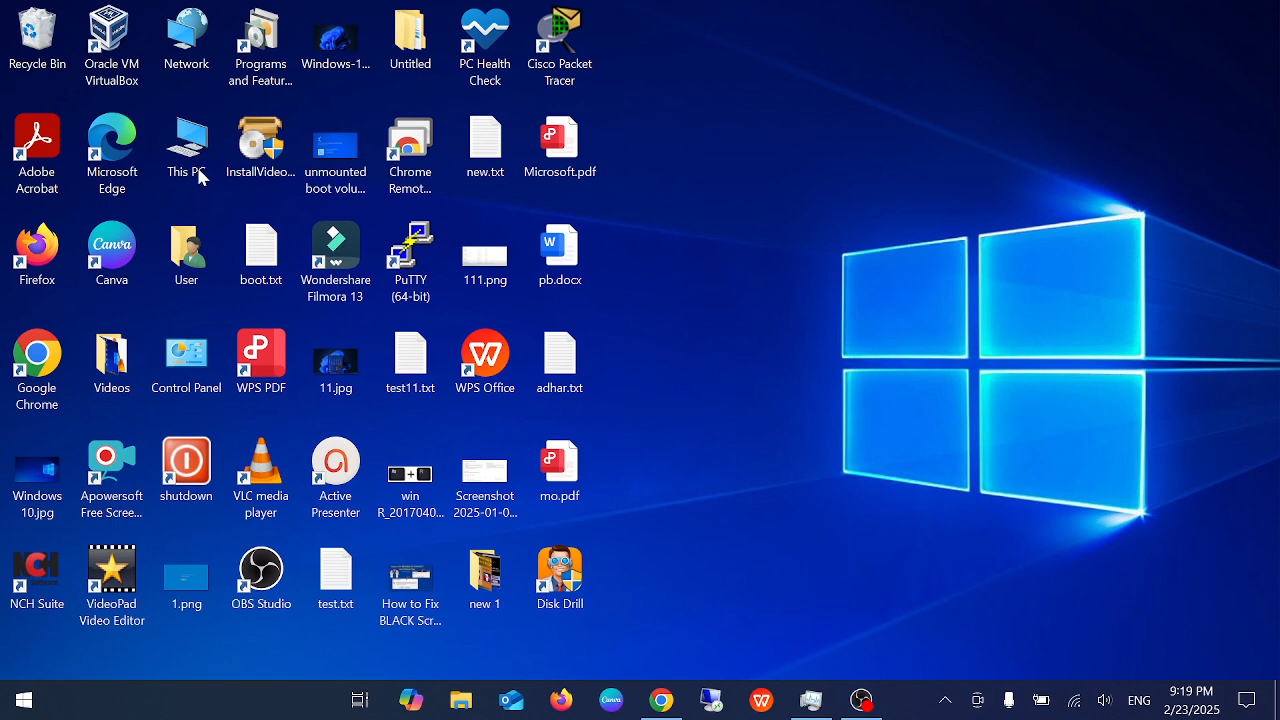 Recycle Bin
Oracle VM
VirtualBox
Network
Programs
and Featur...
Windows-1...
Untitled
PC Health
Check
Cisco Packet
Tracer
Adobe
Acrobat
Microsoft
Edge
This PC
InstallVideo...
unmounted
boot volu...
Chrome
Remot...
new.txt
Microsoft.pdf
Firefox
Canva
Canva
User
boot.txt
Wondershare
Filmora 13
PuTTY
(64-bit)
111.png
pb.docx
Google
Chrome
Videos
Control Panel
WPS PDF
11.jpg
test11.txt
WPS Office
adhar.txt
Windows
10.jpg
Apowersoft
Free Scree...
shutdown
VLC media
player
Active
Presenter
win
R_2017040...
Screenshot
2025-01-0...
mo.pdf
NCH
NCH Suite
VideoPad
Video Editor
1.png
OBS Studio
test.txt
How to Fix
BLACK Scr...
new 1
Disk Drill
Canva
ENG
9:19 PM
2/23/2025